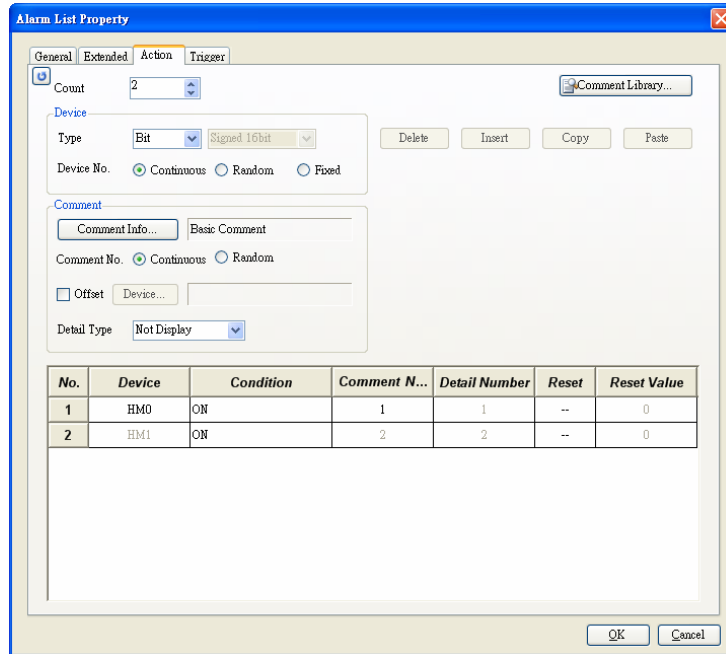 Alarm List Property
General Extended Action Trigger
Count 2 Comment Library...
Device
Type Bit Signed 16bit Delete Insert Copy Paste
Device No. Continuous Random Fixed
Comment
Comment Info... Basic Comment
Comment No. Continuous Random
Offset Device...
Detail Type Not Display
No. Device Condition Comment N... Detail Number Reset Reset Value
1 HM0 ON 1 1 -- 0
2 HM1 ON 2 2 -- 0
OK Cancel